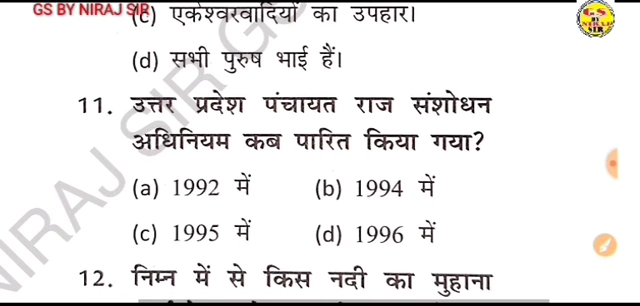 GS BY NIRAJ SIR
(c) एकेश्वरवादियों का उपहार।
(d) सभी पुरुष भाई हैं।
11. उत्तर प्रदेश पंचायत राज संशोधन
अधिनियम कब पारित किया गया?
(a) 1992 में (b) 1994 में
(c) 1995 में (d) 1996 में
12. निम्न में से किस नदी का मुहाना